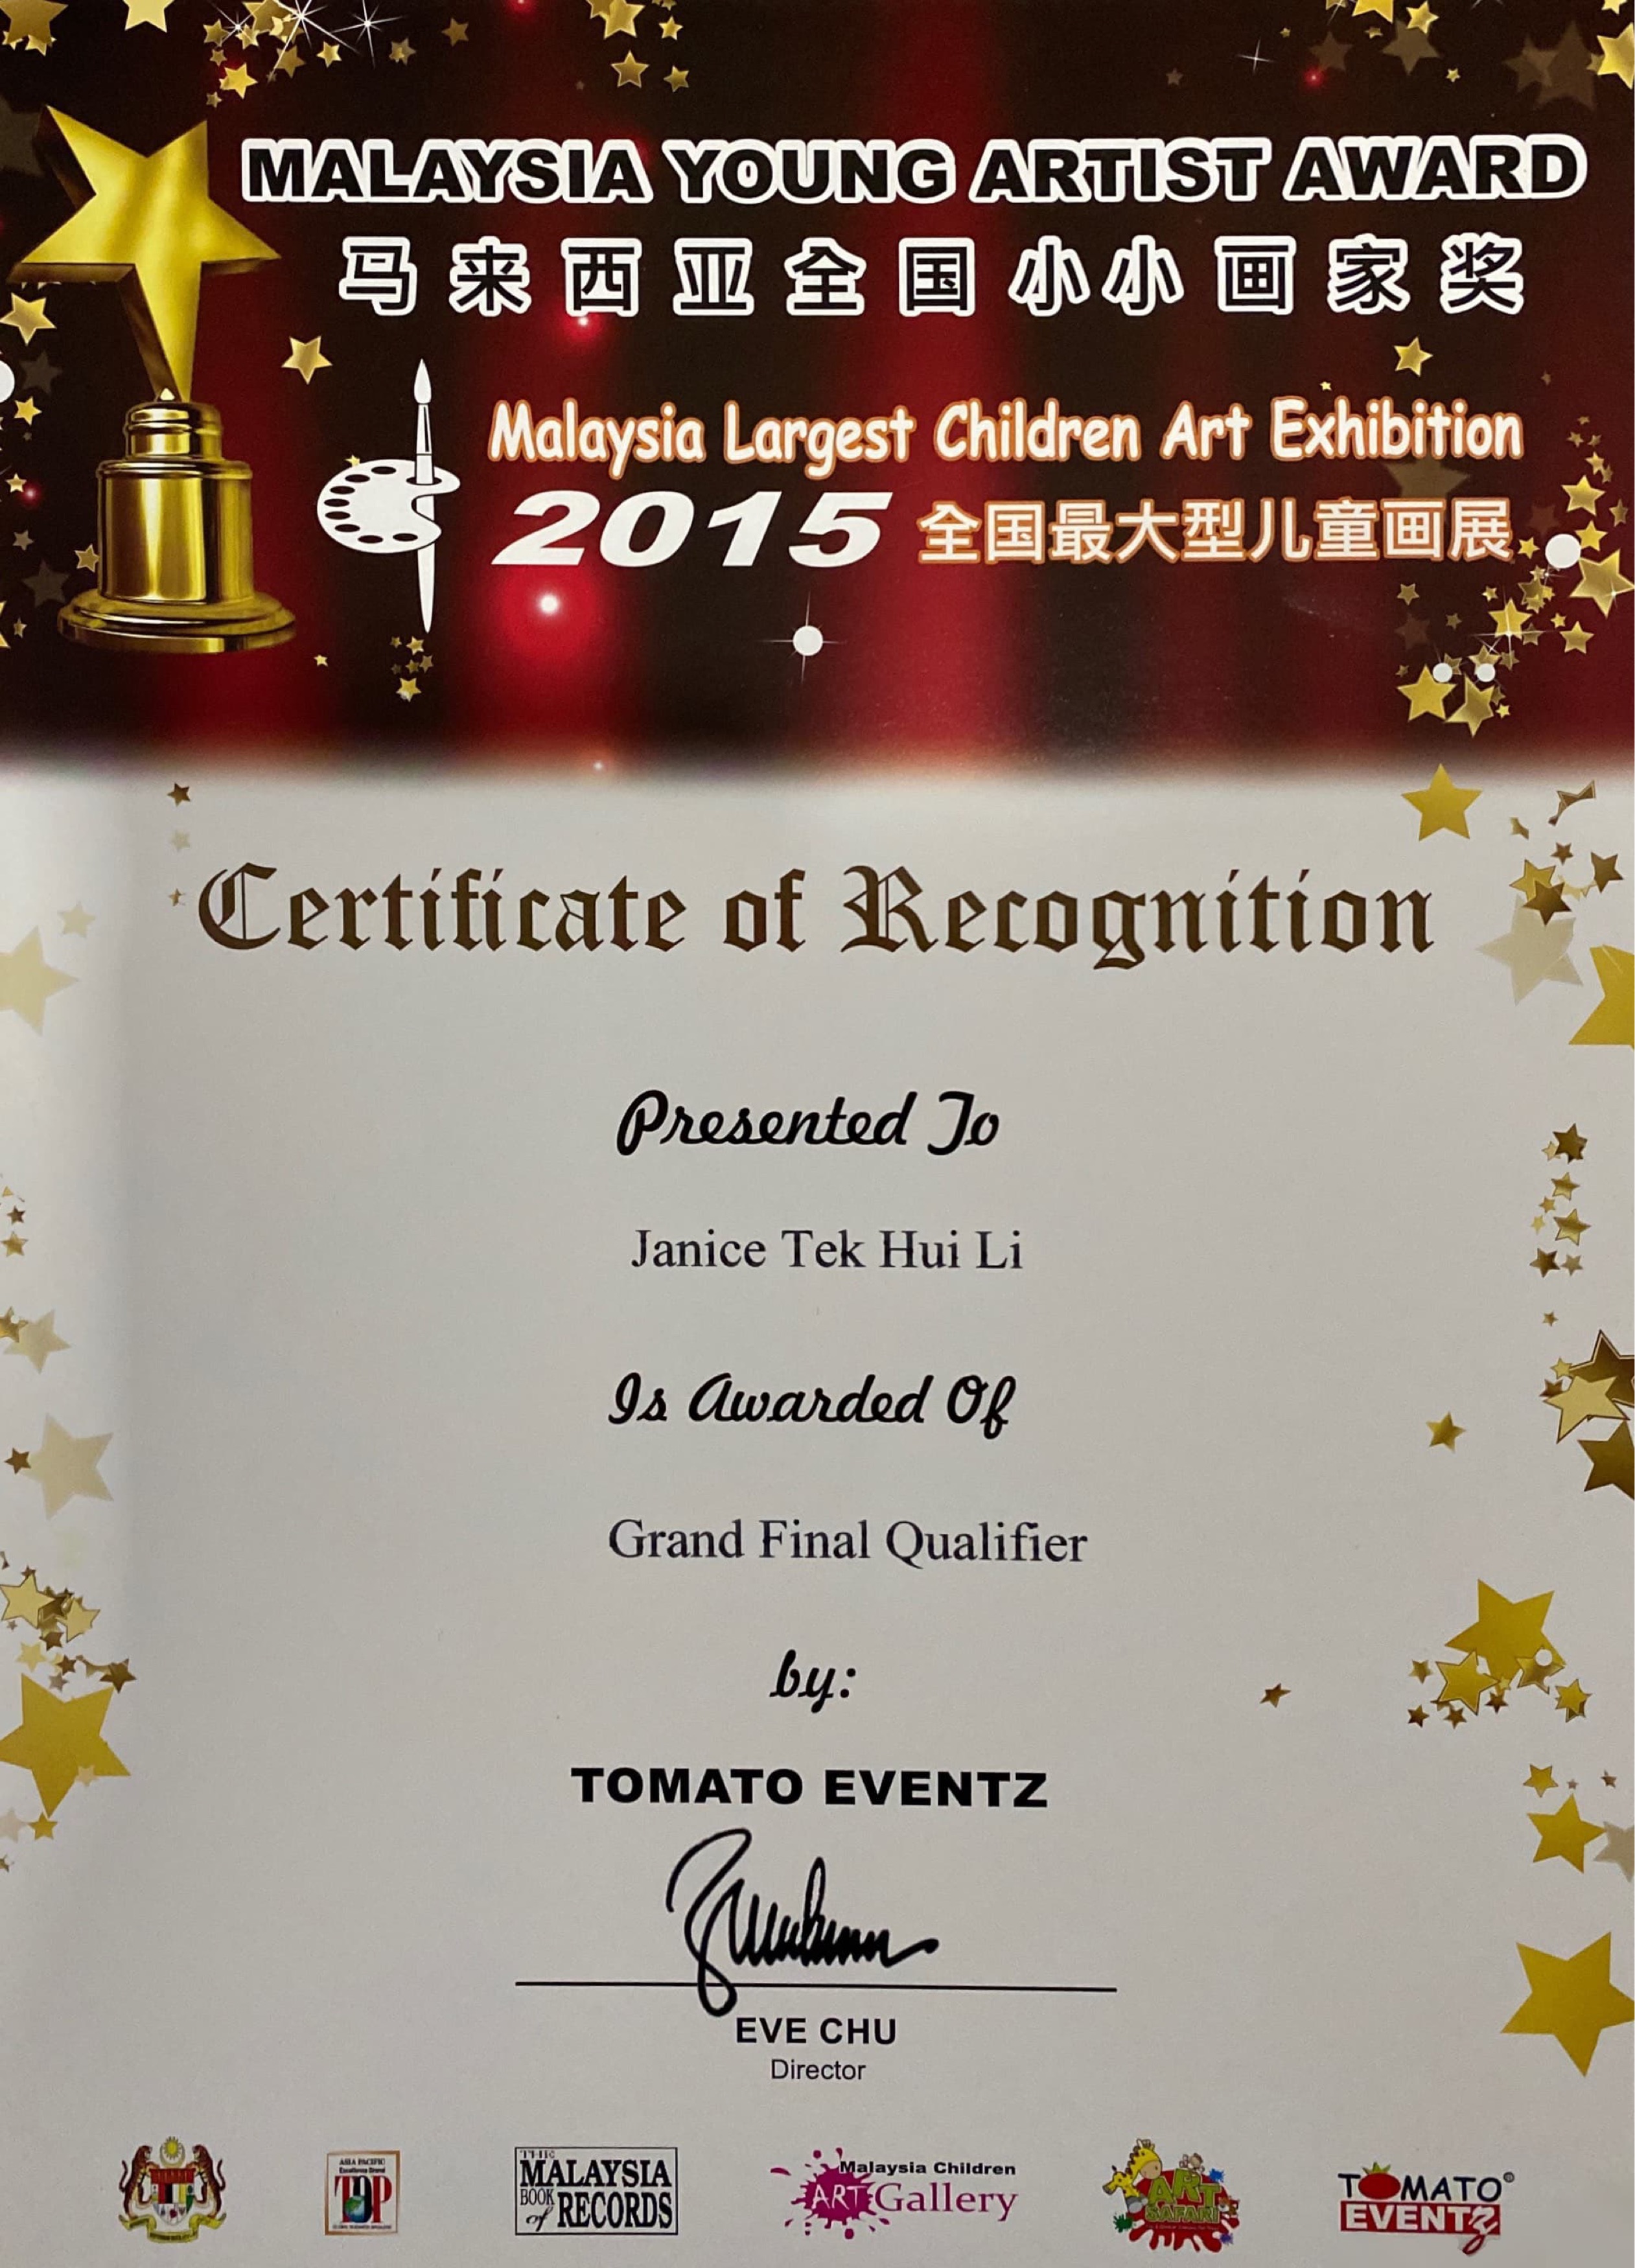 MALAYSIA YOUNG ARTIST AWARD
马来西亚全国小小画家奖
Malaysia Largest Children Art Exhibition
2015 全国最大型儿童画展
Certificate of Recognition
Presented To
Janice Tek Hui Li
Is Awarded Of
Grand Final Qualifier
by:
TOMATO EVENTZ
EVE CHU
Director
ASIA PACIFIC
Excellence Brand
TOP
THE
MALAYSIA
BOOK of RECORDS
Malaysia Children
ART Gallery
ART
SAFARI
TOMATO®
EVENTZ